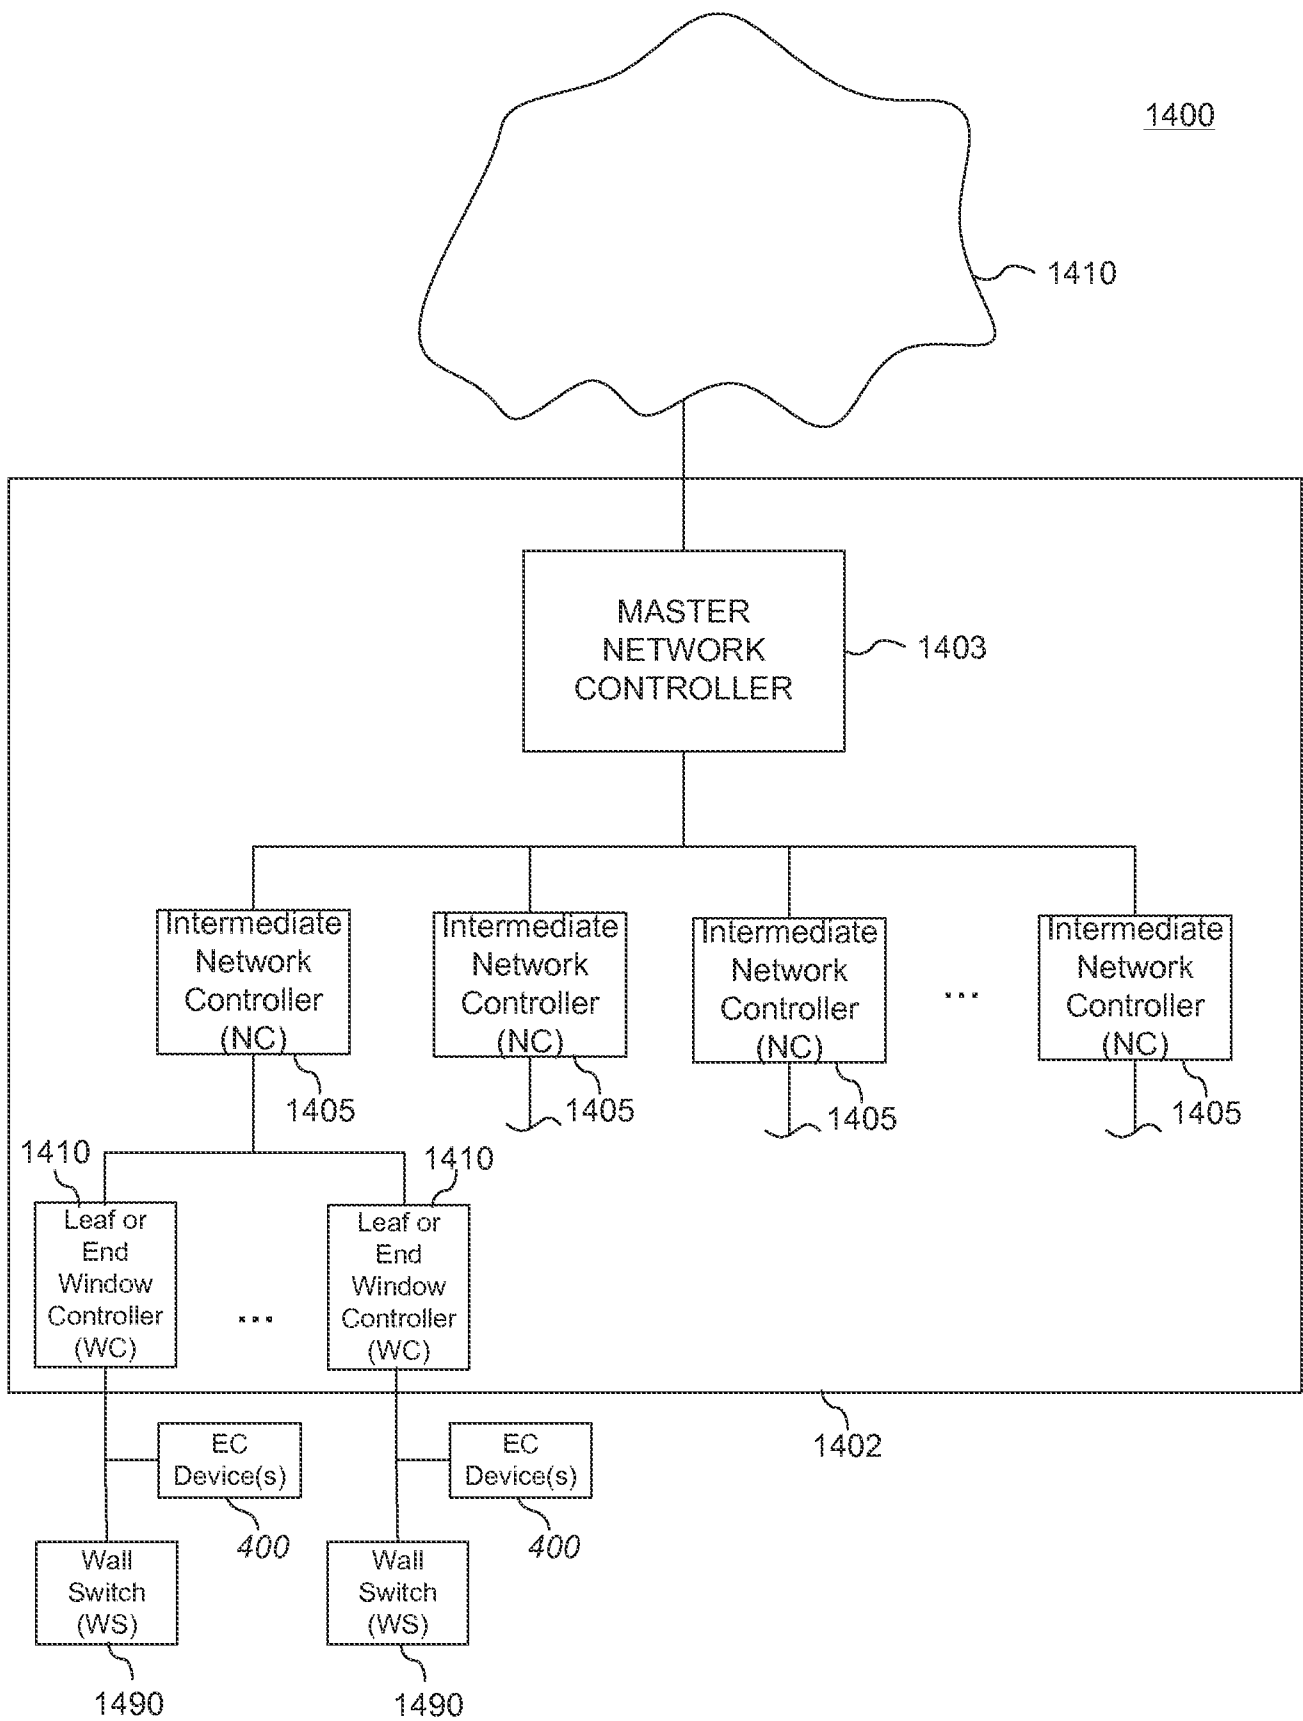 1400
1410
MASTER
NETWORK
CONTROLLER
1403
Intermediate
Network
Controller
(NC)
1405
Intermediate
Network
Controller
(NC)
1405
Intermediate
Network
Controller
(NC)
1405
...
Intermediate
Network
Controller
(NC)
1405
1410
Leaf or
End
Window
Controller
(WC)
...
1410
Leaf or
End
Window
Controller
(WC)
1402
EC
Device(s)
400
EC
Device(s)
400
Wall
Switch
(WS)
1490
Wall
Switch
(WS)
1490